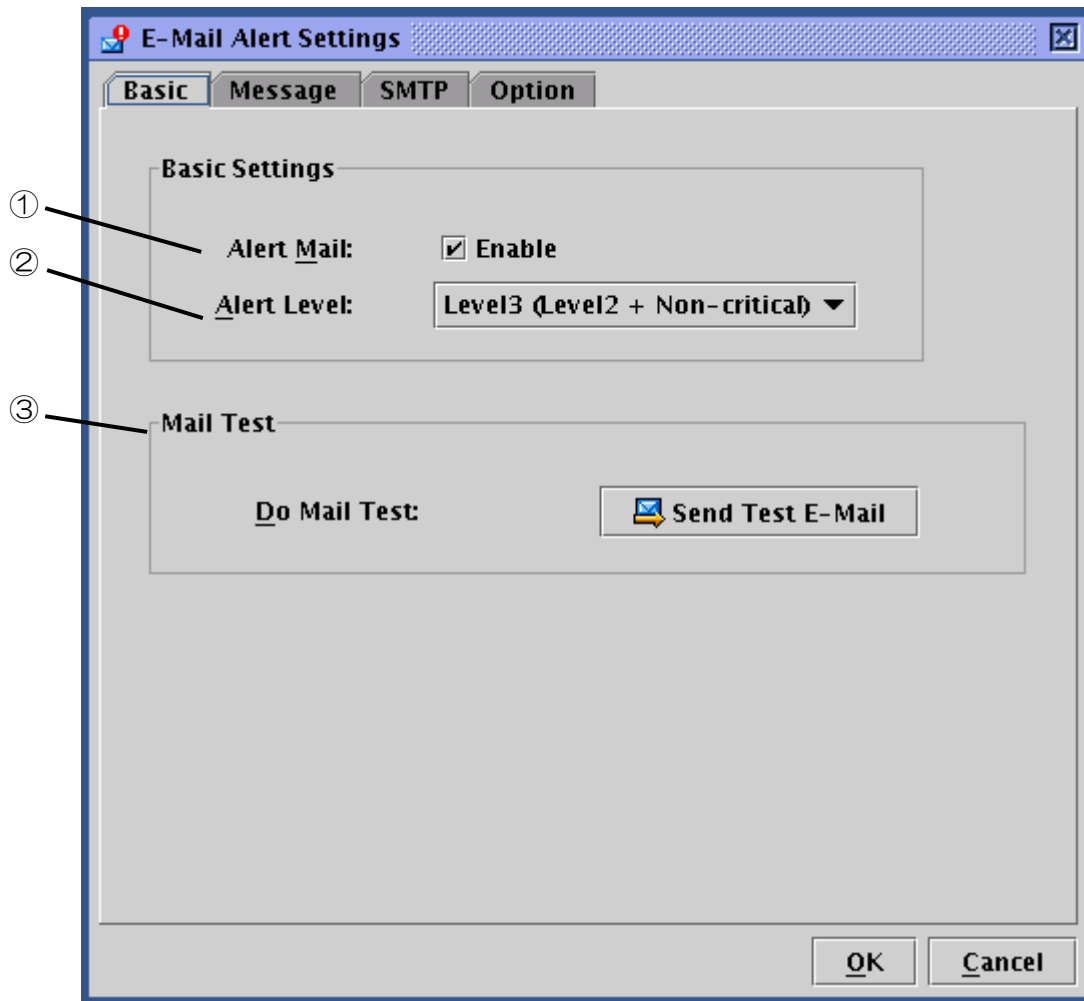 E-Mail Alert Settings
Basic Message SMTP Option
Basic Settings
①
Alert Mail: Enable
②
Alert Level: Level3 (Level2 + Non-critical)
③
Mail Test
Do Mail Test: Send Test E-Mail
OK Cancel